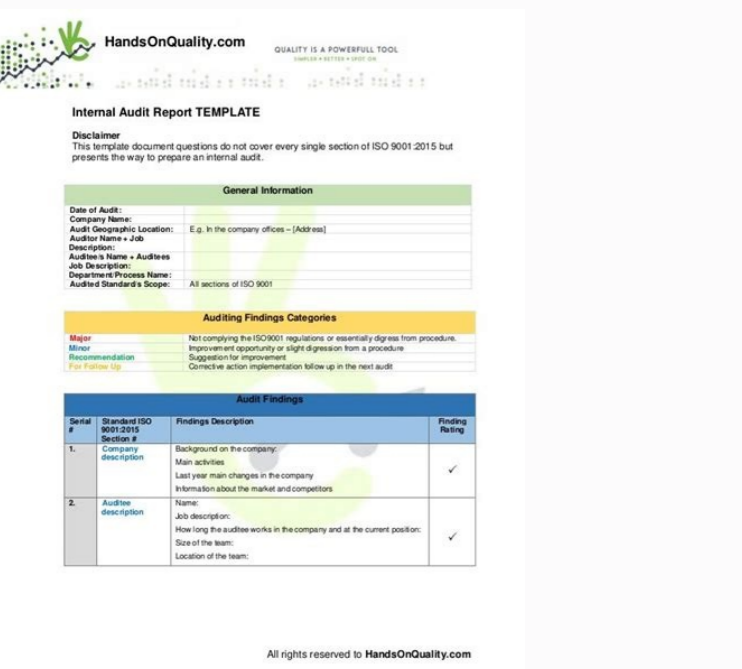 HandsOnQuality.com
QUALITY IS A POWERFULL TOOL
SIMPLER • BETTER • SPOT ON
Internal Audit Report TEMPLATE
Disclaimer
This template document questions do not cover every single section of ISO 9001:2015 but
presents the way to prepare an internal audit.
General Information
Date of Audit:
Company Name:
Audit Geographic Location: E.g. In the company offices – [Address]
Auditor Name + Job
Description:
Auditee/s Name + Auditees
Job Description:
Department/Process Name:
Audited Standard/s Scope: All sections of ISO 9001
Auditing Findings Categories
Major Not complying the ISO9001 regulations or essentially digress from procedure.
Minor Improvement opportunity or slight digression from a procedure
Recommendation Suggestion for improvement
For Follow Up Corrective action implementation follow up in the next audit
Audit Findings
Serial
#
Standard ISO
9001:2015
Section #
Findings Description
Finding
Rating
1.
Company
description
Background on the company:
Main activities
Last year main changes in the company
Information about the market and competitors
✓
2.
Auditee
description
Name:
Job description:
How long the auditee works in the company and at the current position:
Size of the team:
Location of the team:
✓
All rights reserved to HandsOnQuality.com